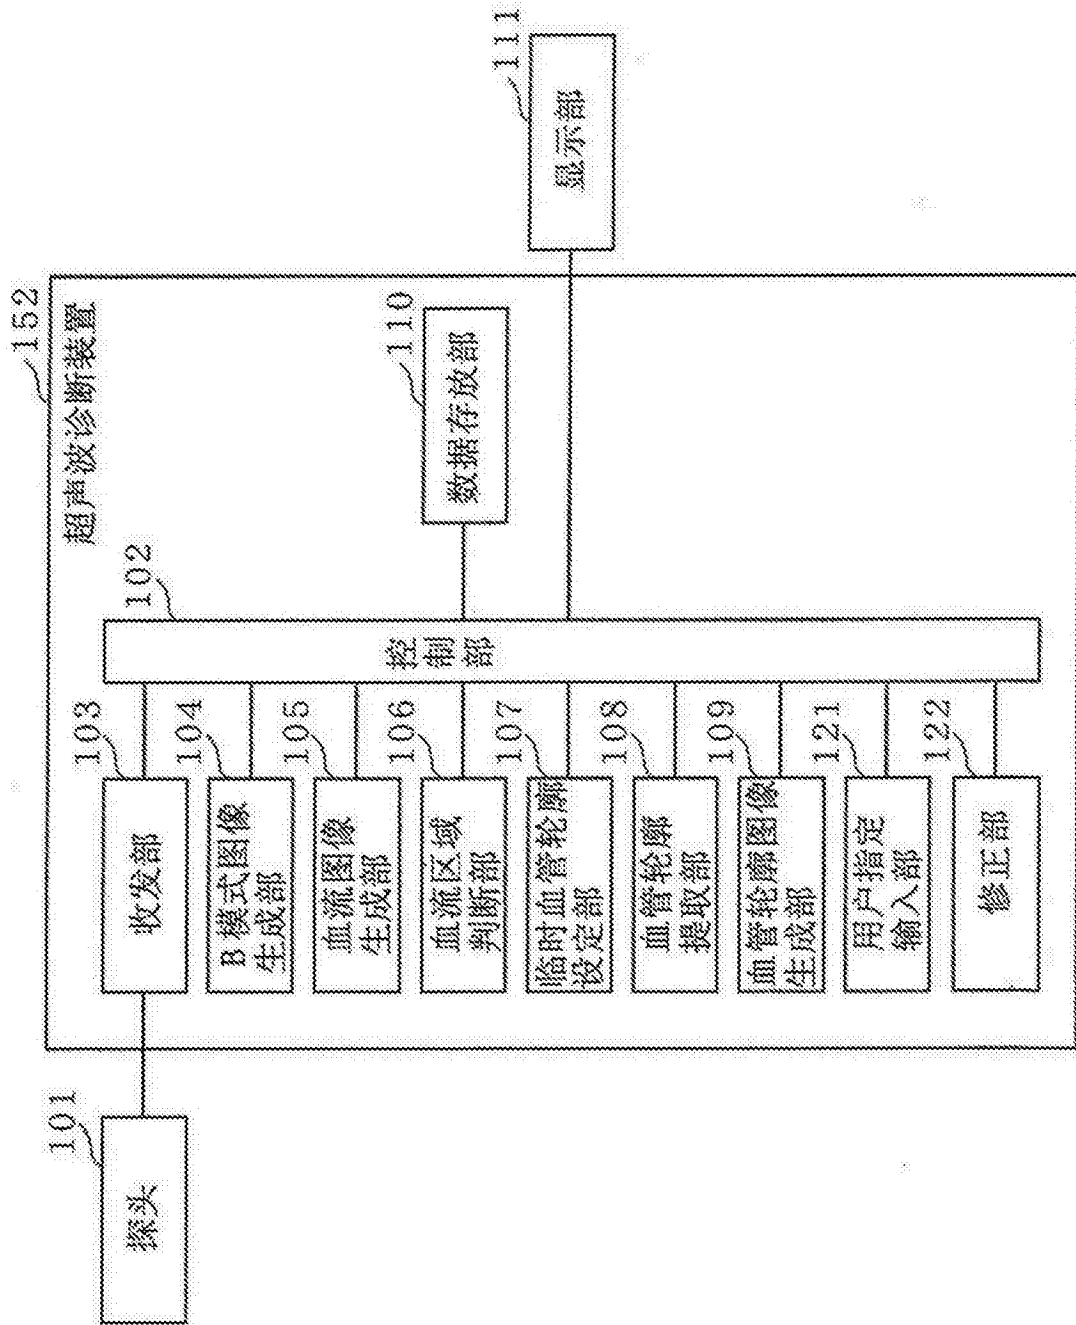 152
超声波诊断装置
101
探头
103
收发部
104
B模式图像
生成部
105
血流图像
生成部
106
血流区域
判断部
107
临时血管轮廓
设定部
108
血管轮廓
提取部
109
血管轮廓图像
生成部
121
用户指定
输入部
122
修正部
102
控制部
110
数据存放部
111
显示部